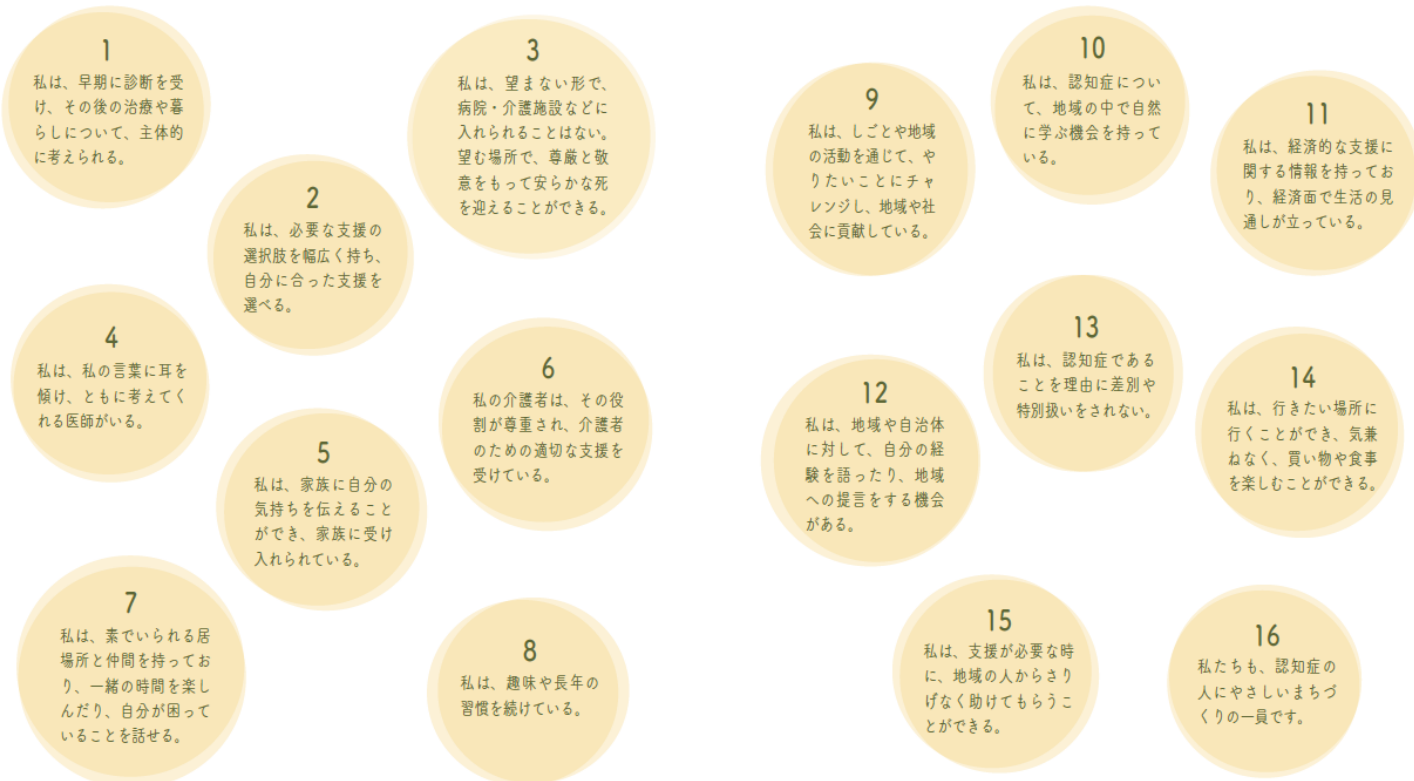 1
私は、早期に診断を受
け、その後の治療や暮
らしについて、主体的
に考えられる。
2
私は、必要な支援の
選択肢を幅広く持ち、
自分に合った支援を
選べる。
3
私は、望まない形で、
病院・介護施設などに
入れられることはない。
望む場所で、尊厳と敬
意をもって安らかな死
を迎えることができる。
4
私は、私の言葉に耳を
傾け、ともに考えてく
れる医師がいる。
5
私は、家族に自分の
気持ちを伝えること
ができ、家族に受け
入れられている。
6
私の介護者は、その役
割が尊重され、介護者
のための適切な支援を
受けている。
7
私は、素でいられる居
場所と仲間を持ってお
り、一緒の時間を楽し
んだり、自分が困って
いることを話せる。
8
私は、趣味や長年の
習慣を続けている。
9
私は、しごとや地域
の活動を通じて、や
りたいことにチャ
レンジし、地域や社
会に貢献している。
10
私は、認知症につい
て、地域の中で自然
に学ぶ機会を持って
いる。
11
私は、経済的な支援に
関する情報を持ってお
り、経済面で生活の見
通しが立っている。
12
私は、地域や自治体
に対して、自分の経
験を語ったり、地域
への提言をする機会
がある。
13
私は、認知症である
ことを理由に差別や
特別扱いをされない。
14
私は、行きたい場所に
行くことができ、気兼
ねなく、買い物や食事
を楽しむことができる。
15
私は、支援が必要な時
に、地域の人からさり
げなく助けてもらうこ
とができる。
16
私たちも、認知症の
人にやさしいまちづ
くりの一員です。